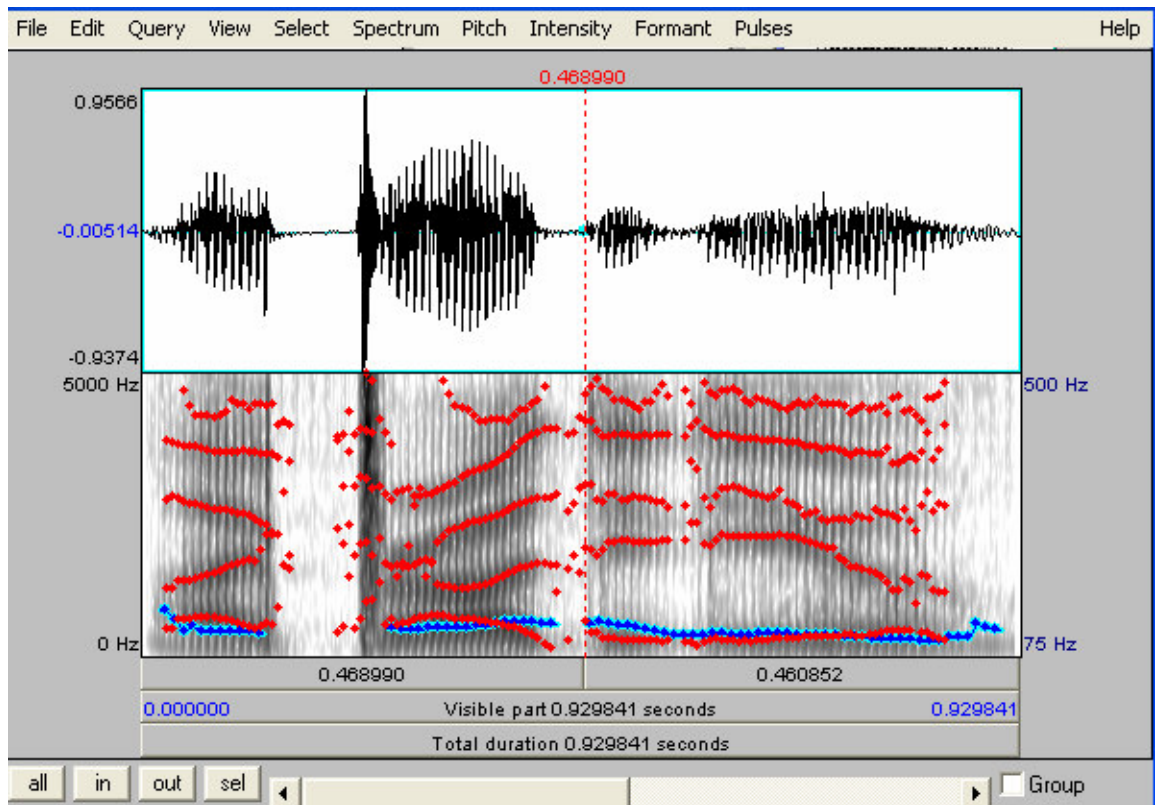 File Edit Query View Select Spectrum Pitch Intensity Formant Pulses Help
0.468990
0.9566
-0.00514
-0.9374
5000 Hz 500 Hz
0 Hz 75 Hz
0.468990 0.460852
0.000000 Visible part 0.929841 seconds 0.929841
Total duration 0.929841 seconds
all in out sel Group